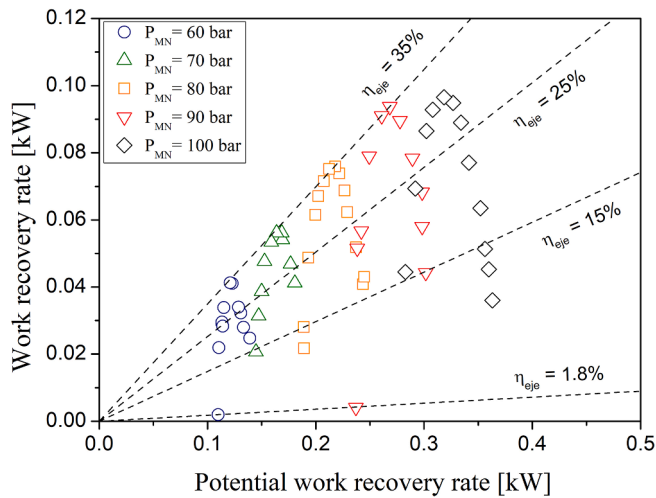 0.12
0.10
0.08
0.06
0.04
0.02
0.00
Work recovery rate [kW]
P_MN = 60 bar
P_MN = 70 bar
P_MN = 80 bar
P_MN = 90 bar
P_MN = 100 bar
η_eje = 35%
η_eje = 25%
η_eje = 15%
η_eje = 1.8%
0.0 0.1 0.2 0.3 0.4 0.5
Potential work recovery rate [kW]